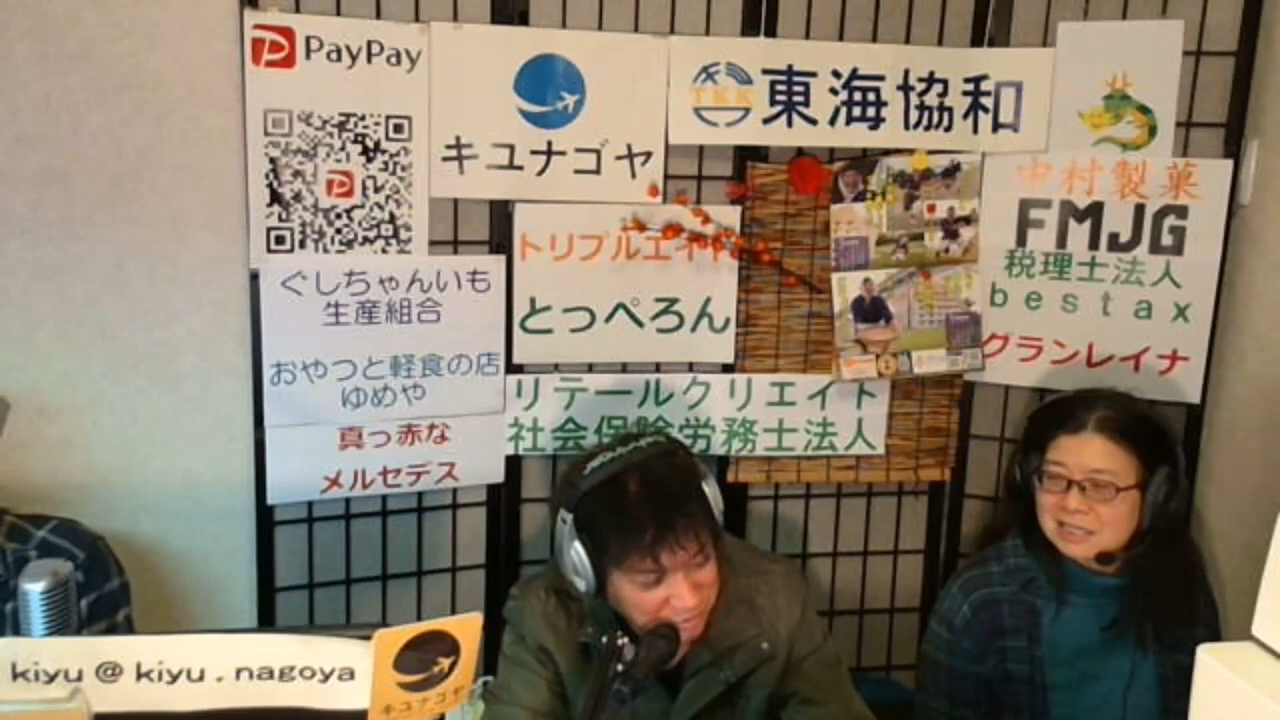 PayPay
キユナゴヤ
TKK 東海協和
中村製菓
FMJG
税理士法人
bestax
グランレイナ
トリプルエイ
とっぺろん
ぐしちゃんいも
生産組合
おやつと軽食の店
ゆめや
真っ赤な
メルセデス
リテールクリエイト
社会保険労務士法人
kiyu @ kiyu . nagoya
キユナゴヤ